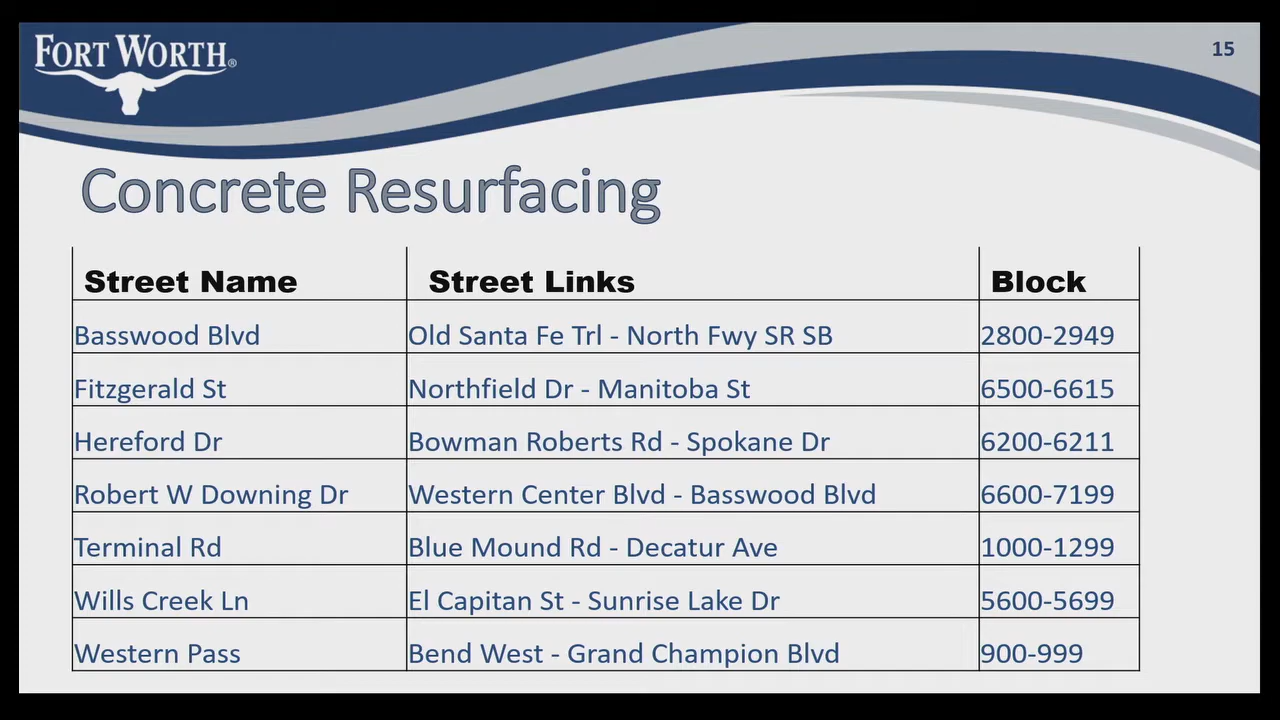 FORT WORTH®
15
Concrete Resurfacing
Street Name Street Links Block
Basswood Blvd Old Santa Fe Trl - North Fwy SR SB 2800-2949
Fitzgerald St Northfield Dr - Manitoba St 6500-6615
Hereford Dr Bowman Roberts Rd - Spokane Dr 6200-6211
Robert W Downing Dr Western Center Blvd - Basswood Blvd 6600-7199
Terminal Rd Blue Mound Rd - Decatur Ave 1000-1299
Wills Creek Ln El Capitan St - Sunrise Lake Dr 5600-5699
Western Pass Bend West - Grand Champion Blvd 900-999